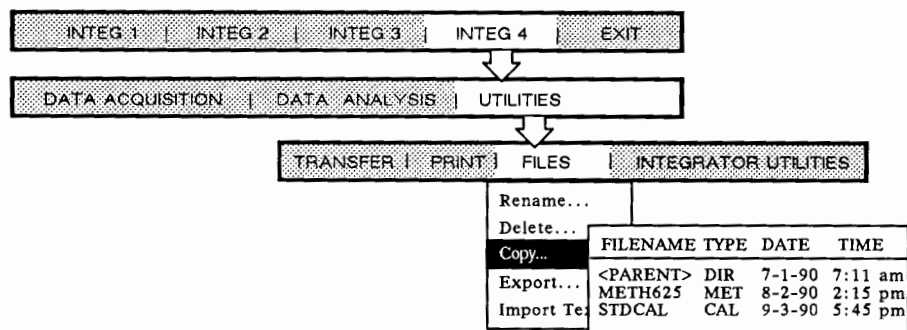 INTEG 1 | INTEG 2 | INTEG 3 | INTEG 4 | EXIT
DATA ACQUISITION | DATA ANALYSIS | UTILITIES
TRANSFER | PRINT | FILES | INTEGRATOR UTILITIES
Rename...
Delete...
Copy...
Export...
Import Te
FILENAME TYPE DATE TIME
<PARENT> DIR 7-1-90 7:11 am
METH625 MET 8-2-90 2:15 pm
STDCAL CAL 9-3-90 5:45 pm